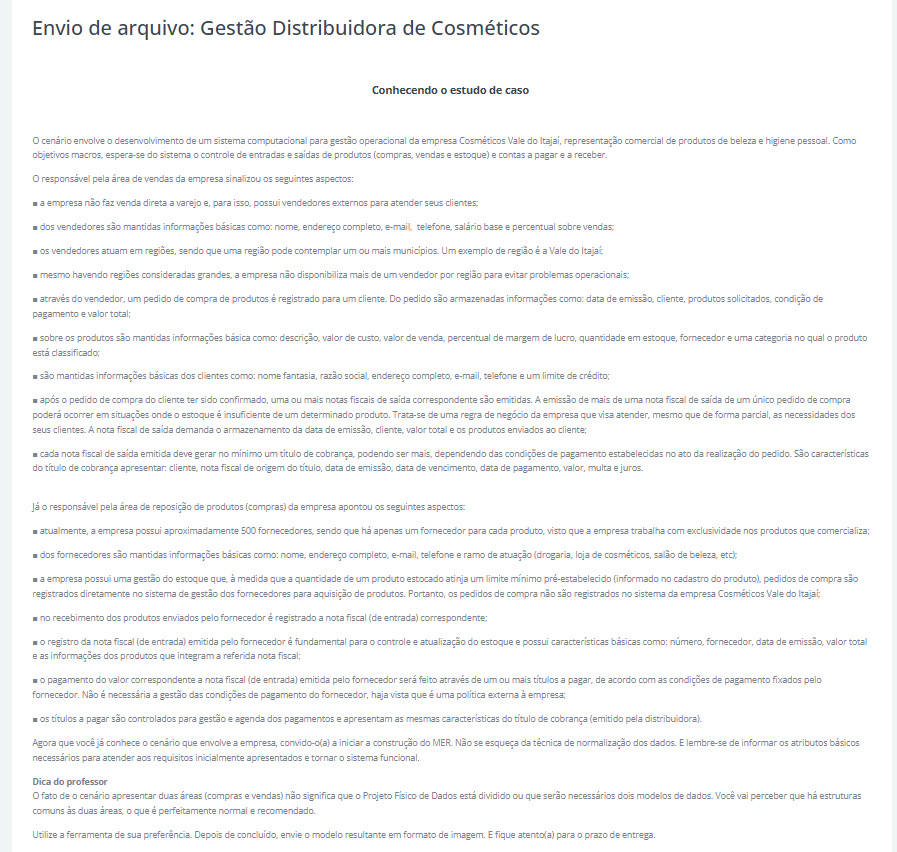 Envio de arquivo: Gestão Distribuidora de Cosméticos
Conhecendo o estudo de caso
O cenário envolve o desenvolvimento de um sistema computacional para gestão operacional da empresa Cosméticos Vale do Itajaí, representação comercial de produtos de beleza e higiene pessoal. Como
objetivos macros, espera-se do sistema o controle de entradas e saídas de produtos (compras, vendas e estoque) e contas a pagar e a receber.
O responsável pela área de vendas da empresa sinalizou os seguintes aspectos:
▪ a empresa não faz venda direta a varejo e, para isso, possui vendedores externos para atender seus clientes;
▪ dos vendedores são mantidas informações básicas como: nome, endereço completo, e-mail, telefone, salário base e percentual sobre vendas;
▪ os vendedores atuam em regiões, sendo que uma região pode contemplar um ou mais municípios. Um exemplo de região é a Vale do Itajaí;
▪ mesmo havendo regiões consideradas grandes, a empresa não disponibiliza mais de um vendedor por região para evitar problemas operacionais;
▪ através do vendedor, um pedido de compra de produtos é registrado para um cliente. Do pedido são armazenadas informações como: data de emissão, cliente, produtos solicitados, condição de
pagamento e valor total;
▪ sobre os produtos são mantidas informações básica como: descrição, valor de custo, valor de venda, percentual de margem de lucro, quantidade em estoque, fornecedor e uma categoria no qual o produto
está classificado;
▪ são mantidas informações básicas dos clientes como: nome fantasia, razão social, endereço completo, e-mail, telefone e um limite de crédito;
▪ após o pedido de compra do cliente ter sido confirmado, uma ou mais notas fiscais de saída correspondente são emitidas. A emissão de mais de uma nota fiscal de saída de um único pedido de compra
poderá ocorrer em situações onde o estoque é insuficiente de um determinado produto. Trata-se de uma regra de negócio da empresa que visa atender, mesmo que de forma parcial, as necessidades dos
seus clientes. A nota fiscal de saída demanda o armazenamento da data de emissão, cliente, valor total e os produtos enviados ao cliente;
▪ cada nota fiscal de saída emitida deve gerar no mínimo um título de cobrança, podendo ser mais, dependendo das condições de pagamento estabelecidas no ato da realização do pedido. São características
do título de cobrança apresentar: cliente, nota fiscal de origem do título, data de emissão, data de vencimento, data de pagamento, valor, multa e juros.
Já o responsável pela área de reposição de produtos (compras) da empresa apontou os seguintes aspectos:
▪ atualmente, a empresa possui aproximadamente 500 fornecedores, sendo que há apenas um fornecedor para cada produto, visto que a empresa trabalha com exclusividade nos produtos que comercializa;
▪ dos fornecedores são mantidas informações básicas como: nome, endereço completo, e-mail, telefone e ramo de atuação (drogaria, loja de cosméticos, salão de beleza, etc);
▪ a empresa possui uma gestão do estoque que, à medida que a quantidade de um produto estocado atinja um limite mínimo pré-estabelecido (informado no cadastro do produto), pedidos de compra são
registrados diretamente no sistema de gestão dos fornecedores para aquisição de produtos. Portanto, os pedidos de compra não são registrados no sistema da empresa Cosméticos Vale do Itajaí;
▪ no recebimento dos produtos enviados pelo fornecedor é registrado a nota fiscal (de entrada) correspondente;
▪ o registro da nota fiscal (de entrada) emitida pelo fornecedor é fundamental para o controle e atualização do estoque e possui características básicas como: número, fornecedor, data de emissão, valor total
e as informações dos produtos que integram a referida nota fiscal;
▪ o pagamento do valor correspondente a nota fiscal (de entrada) emitida pelo fornecedor será feito através de um ou mais títulos a pagar, de acordo com as condições de pagamento fixados pelo
fornecedor. Não é necessária a gestão das condições de pagamento do fornecedor, haja vista que é uma política externa à empresa;
▪ os títulos a pagar são controlados para gestão e agenda dos pagamentos e apresentam as mesmas características do título de cobrança (emitido pela distribuidora).
Agora que você já conhece o cenário que envolve a empresa, convido-o(a) a iniciar a construção do MER. Não se esqueça da técnica de normalização dos dados. E lembre-se de informar os atributos básicos
necessários para atender aos requisitos inicialmente apresentados e tornar o sistema funcional.
Dica do professor
O fato de o cenário apresentar duas áreas (compras e vendas) não significa que o Projeto Físico de Dados está dividido ou que serão necessários dois modelos de dados. Você vai perceber que há estruturas
comuns às duas áreas, o que é perfeitamente normal e recomendado.
Utilize a ferramenta de sua preferência. Depois de concluído, envie o modelo resultante em formato de imagem. E fique atento(a) para o prazo de entrega.